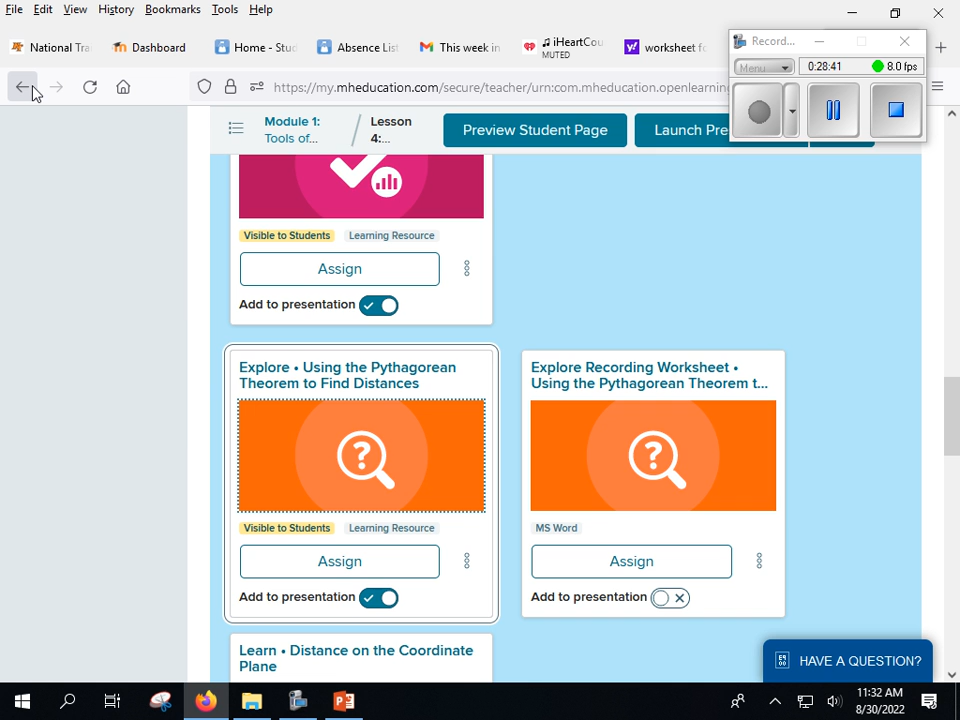 File Edit View History Bookmarks Tools Help
National Tra
Dashboard
Home - Stud
Absence List
This week in
iHeartCou
MUTED
worksheet fo
Record...
0:28:41
8.0 fps
Menu
https://my.mheducation.com/secure/teacher/urn:com.mheducation.openlearnin
Module 1:
Tools of...
Lesson
4:...
Preview Student Page
Launch Pre
Visible to Students
Learning Resource
Assign
Add to presentation
Explore • Using the Pythagorean
Theorem to Find Distances
Visible to Students
Learning Resource
Assign
Add to presentation
Explore Recording Worksheet •
Using the Pythagorean Theorem t...
MS Word
Assign
Add to presentation
Learn • Distance on the Coordinate
Plane
HAVE A QUESTION?
11:32 AM
8/30/2022